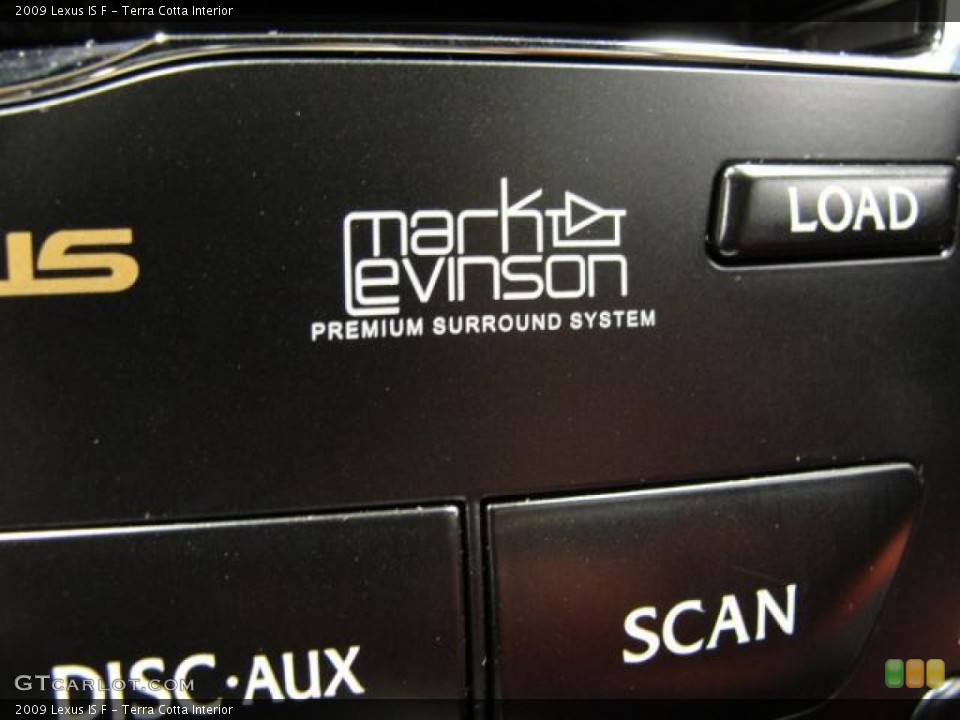 2009 Lexus IS F - Terra Cotta Interior
mark
Levinson
PREMIUM SURROUND SYSTEM
LOAD
US
SCAN
DISC·AUX
GTcarlot.com
2009 Lexus IS F - Terra Cotta Interior